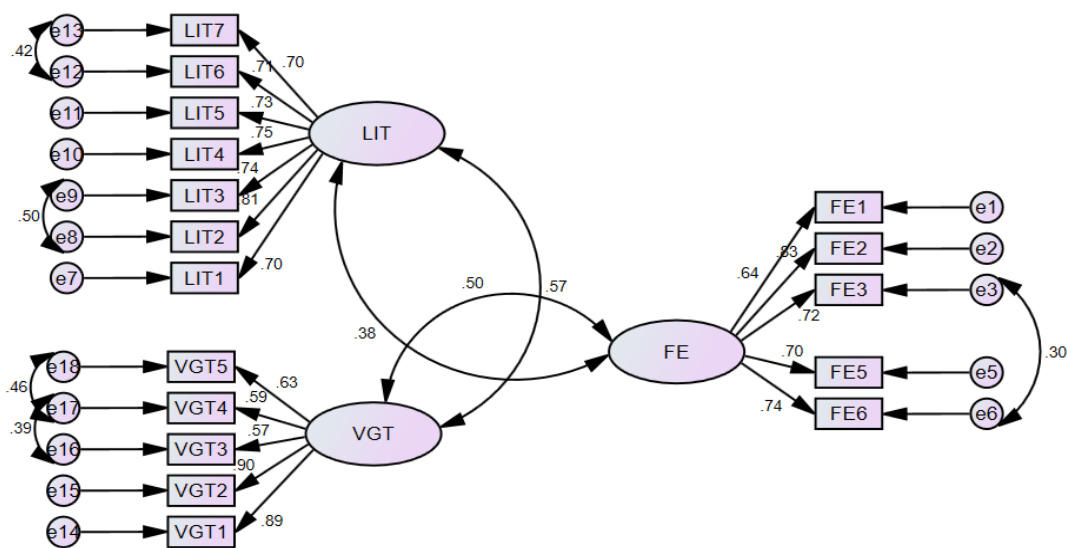 e13 LIT7 .70
.42
e12 LIT6 .71
e11 LIT5 .73
LIT
e10 LIT4 .75
e9 LIT3 .74
.50
e8 LIT2 .81
e7 LIT1 .70
FE1 e1
.64 .83 FE2 e2
.50 .57
FE3 e3
.72
.38
FE
.30
.70 FE5 e5
.74 FE6 e6
e18 VGT5 .63
.46
e17 VGT4 .59
.39
VGT
e16 VGT3 .57
e15 VGT2 .90
e14 VGT1 .89